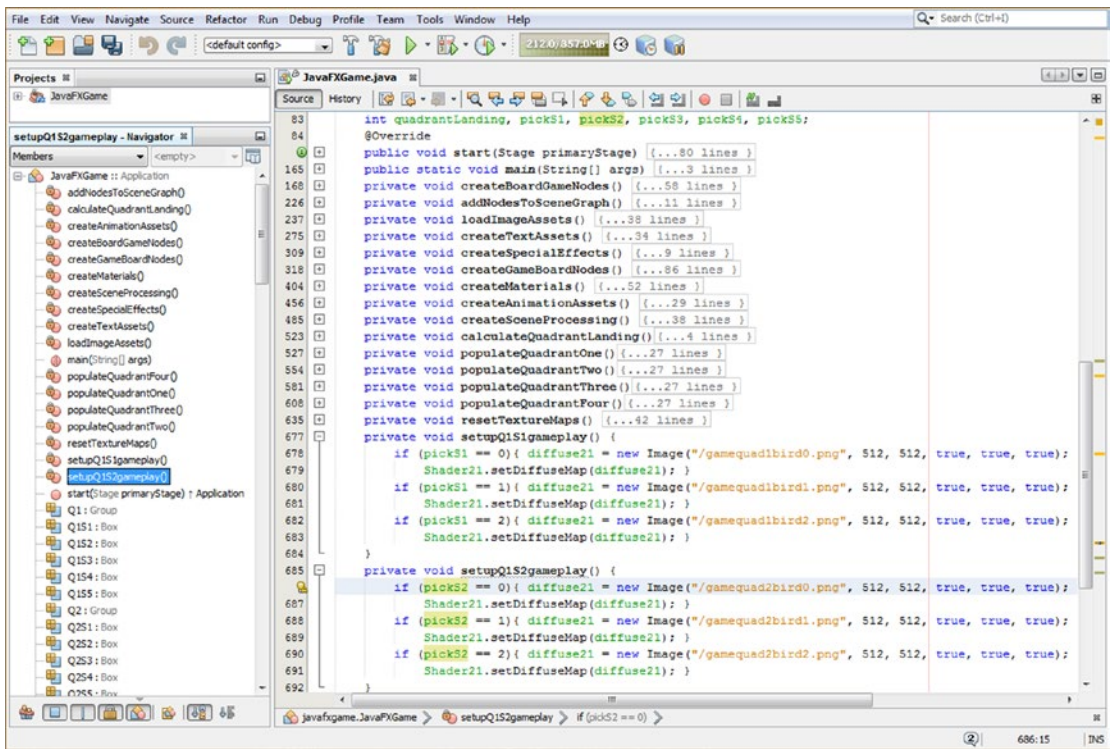 File Edit View Navigate Source Refactor Run Debug Profile Team Tools Window Help
Search (Ctrl+I)
<default config>
212.0/857.0MB
Projects
JavaFXGame
setupQ1S2gameplay - Navigator
Members
<empty>
JavaFXGame :: Application
addNodesToSceneGraph()
calculateQuadrantLanding()
createAnimationAssets()
createBoardGameNodes()
createGameBoardNodes()
createMaterials()
createSceneProcessing()
createSpecialEffects()
createTextAssets()
loadImageAssets()
main(String[] args)
populateQuadrantFour()
populateQuadrantOne()
populateQuadrantThree()
populateQuadrantTwo()
resetTextureMaps()
setupQ1S1gameplay()
setupQ1S2gameplay()
start(Stage primaryStage) ↑ Application
Q1 : Group
Q1S1 : Box
Q1S2 : Box
Q1S3 : Box
Q1S4 : Box
Q1S5 : Box
Q2 : Group
Q2S1 : Box
Q2S2 : Box
Q2S3 : Box
Q2S4 : Box
Q2S5 : Box
JavaFXGame.java
Source History
83 int quadrantLanding, pickS1, pickS2, pickS3, pickS4, pickS5;
84 @Override
public void start(Stage primaryStage) {...80 lines }
165 public static void main(String[] args) {...3 lines }
168 private void createBoardGameNodes() {...58 lines }
226 private void addNodesToSceneGraph() {...11 lines }
237 private void loadImageAssets() {...38 lines }
275 private void createTextAssets() {...34 lines }
309 private void createSpecialEffects() {...9 lines }
318 private void createGameBoardNodes() {...86 lines }
404 private void createMaterials() {...52 lines }
456 private void createAnimationAssets() {...29 lines }
485 private void createSceneProcessing() {...38 lines }
523 private void calculateQuadrantLanding() {...4 lines }
527 private void populateQuadrantOne() {...27 lines }
554 private void populateQuadrantTwo() {...27 lines }
581 private void populateQuadrantThree() {...27 lines }
608 private void populateQuadrantFour() {...27 lines }
635 private void resetTextureMaps() {...42 lines }
677 private void setupQ1S1gameplay() {
678 if (pickS1 == 0){ diffuse21 = new Image("/gamequad1bird0.png", 512, 512, true, true, true);
679 Shader21.setDiffuseMap(diffuse21); }
680 if (pickS1 == 1){ diffuse21 = new Image("/gamequad1bird1.png", 512, 512, true, true, true);
681 Shader21.setDiffuseMap(diffuse21); }
682 if (pickS1 == 2){ diffuse21 = new Image("/gamequad1bird2.png", 512, 512, true, true, true);
683 Shader21.setDiffuseMap(diffuse21); }
684 }
685 private void setupQ1S2gameplay() {
if (pickS2 == 0){ diffuse21 = new Image("/gamequad2bird0.png", 512, 512, true, true, true);
687 Shader21.setDiffuseMap(diffuse21); }
688 if (pickS2 == 1){ diffuse21 = new Image("/gamequad2bird1.png", 512, 512, true, true, true);
689 Shader21.setDiffuseMap(diffuse21); }
690 if (pickS2 == 2){ diffuse21 = new Image("/gamequad2bird2.png", 512, 512, true, true, true);
691 Shader21.setDiffuseMap(diffuse21); }
692 }
javafxgame.JavaFXGame setupQ1S2gameplay if (pickS2 == 0)
2 686:15 INS